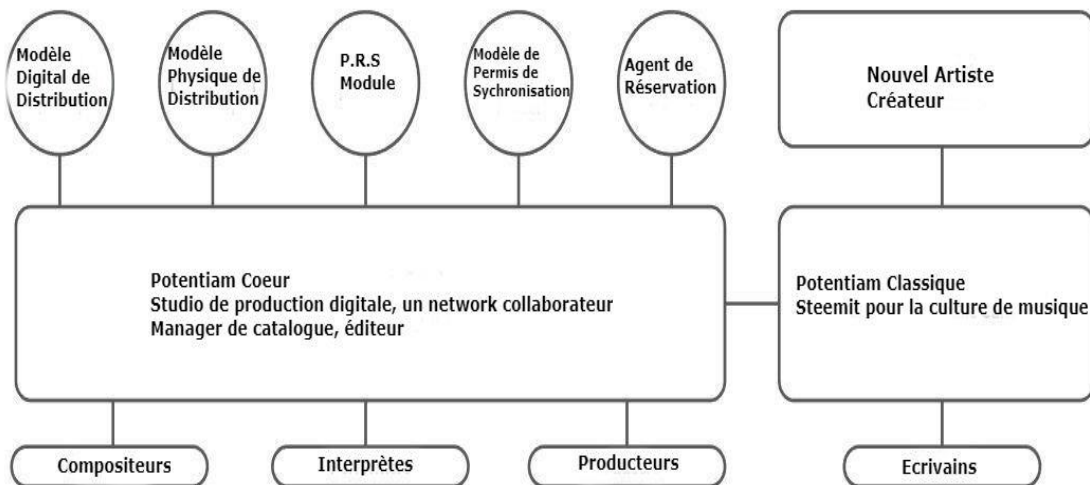 Modèle
Digital de
Distribution
Modèle
Physique de
Distribution
P.R.S
Module
Modèle de
Permis de
Sychronisation
Agent de
Réservation
Nouvel Artiste
Créateur
Potentiam Coeur
Studio de production digitale, un network collaborateur
Manager de catalogue, éditeur
Potentiam Classique
Steemit pour la culture de musique
Compositeurs
Interprètes
Producteurs
Ecrivains